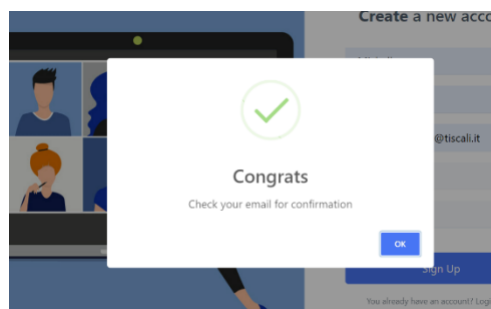 Create a new acco
Congrats
Check your email for confirmation
OK
@tiscali.it
Sign Up
You already have an account? Logi